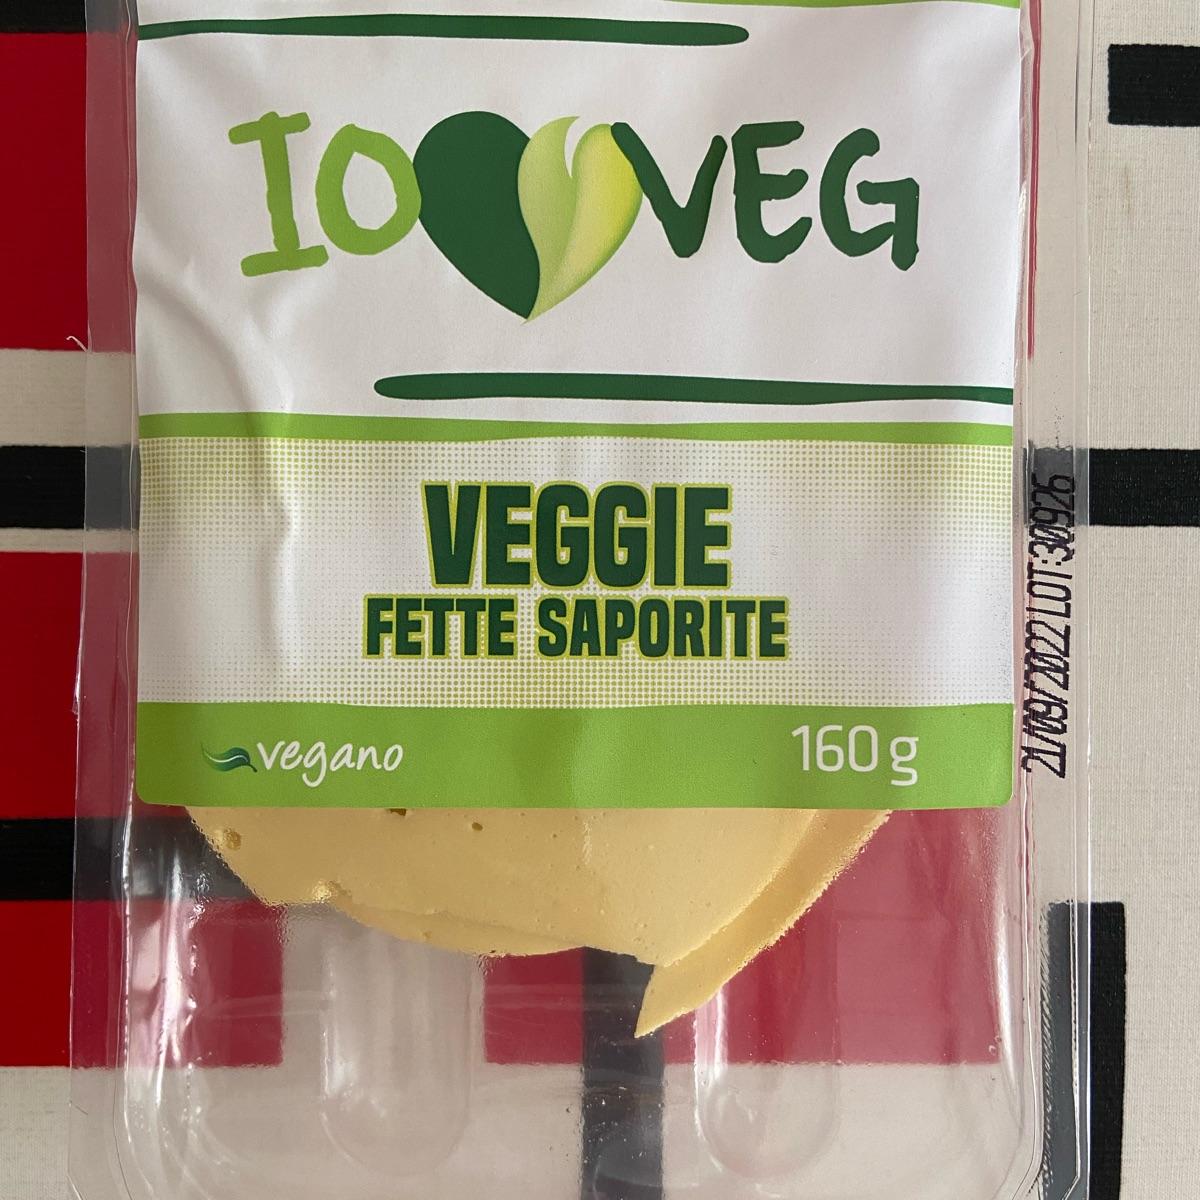 IO VEG
VEGGIE
FETTE SAPORITE
vegano
160 g
21/09/2022 LOT:30926